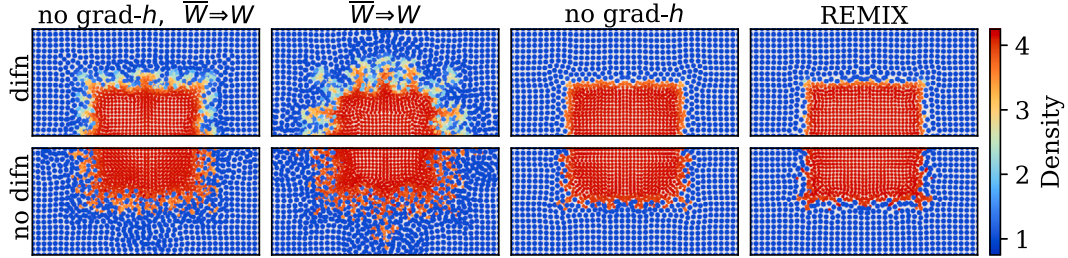 no grad-h, W̅⇒W
W̅⇒W
no grad-h
REMIX
difn
no difn
4
3
2
1
Density